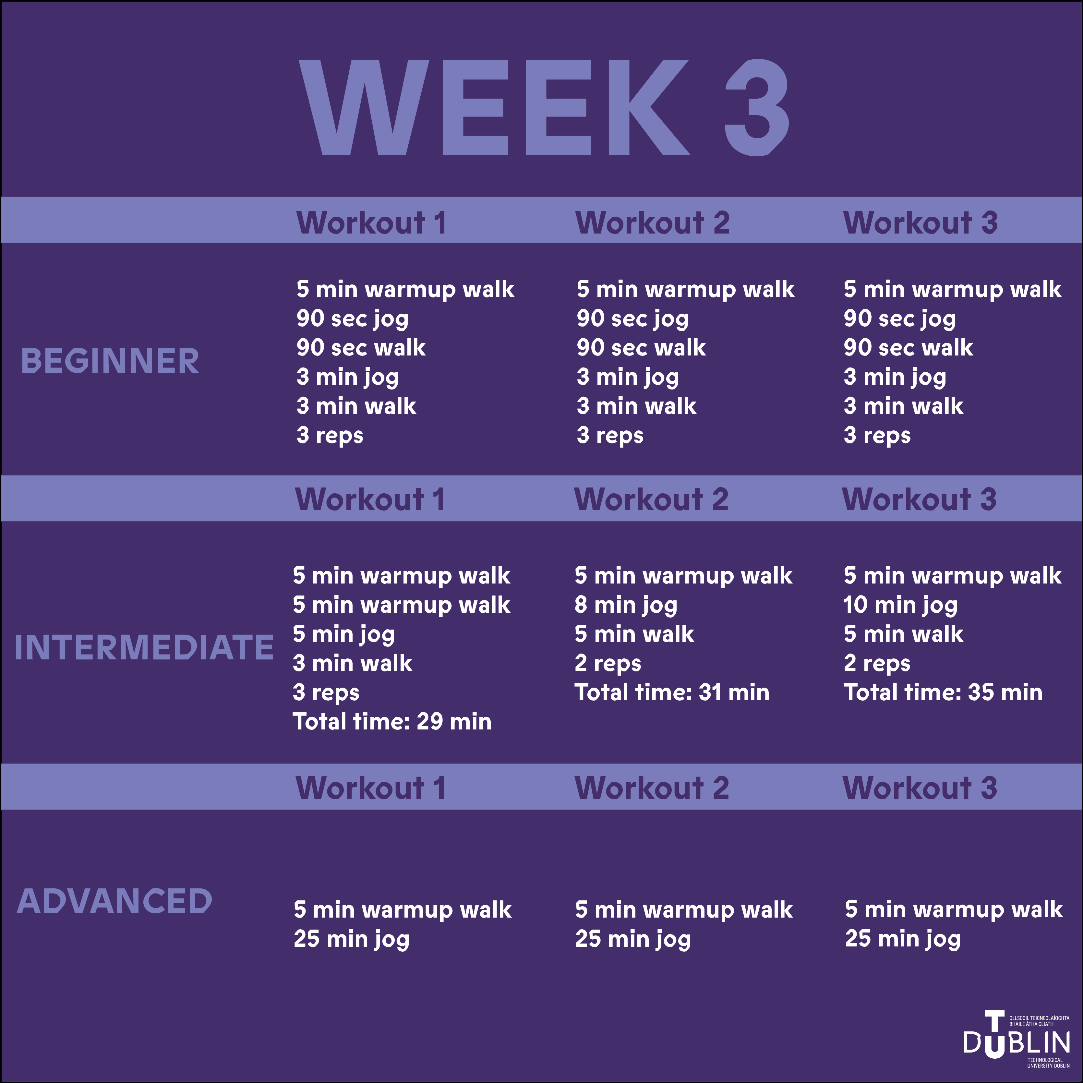 WEEK 3
Workout 1 Workout 2 Workout 3
BEGINNER
5 min warmup walk
90 sec jog
90 sec walk
3 min jog
3 min walk
3 reps
5 min warmup walk
90 sec jog
90 sec walk
3 min jog
3 min walk
3 reps
5 min warmup walk
90 sec jog
90 sec walk
3 min jog
3 min walk
3 reps
Workout 1 Workout 2 Workout 3
INTERMEDIATE
5 min warmup walk
5 min warmup walk
5 min jog
3 min walk
3 reps
Total time: 29 min
5 min warmup walk
8 min jog
5 min walk
2 reps
Total time: 31 min
5 min warmup walk
10 min jog
5 min walk
2 reps
Total time: 35 min
Workout 1 Workout 2 Workout 3
ADVANCED
5 min warmup walk
25 min jog
5 min warmup walk
25 min jog
5 min warmup walk
25 min jog
OLLSCOIL TEICNEOLAÍOCHTA
BHAILE ÁTHA CLIATH
TU DUBLIN
TECHNOLOGICAL
UNIVERSITY DUBLIN